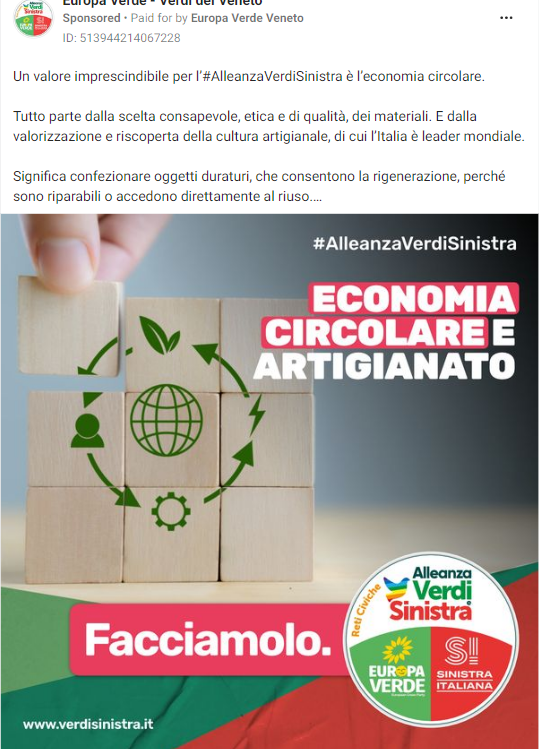 Europa Verde - Verdi del Veneto
Sponsored • Paid for by Europa Verde Veneto
ID: 513944214067228
Un valore imprescindibile per l'#AlleanzaVerdiSinistra è l'economia circolare.
Tutto parte dalla scelta consapevole, etica e di qualità, dei materiali. E dalla
valorizzazione e riscoperta della cultura artigianale, di cui l'Italia è leader mondiale.
Significa confezionare oggetti duraturi, che consentono la rigenerazione, perché
sono riparabili o accedono direttamente al riuso....
#AlleanzaVerdiSinistra
ECONOMIA
CIRCOLARE E
ARTIGIANATO
Facciamolo.
Reti Civiche
Alleanza
Verdi
Sinistra
EUROPA
VERDE
SI
SINISTRA
ITALIANA
www.verdisinistra.it